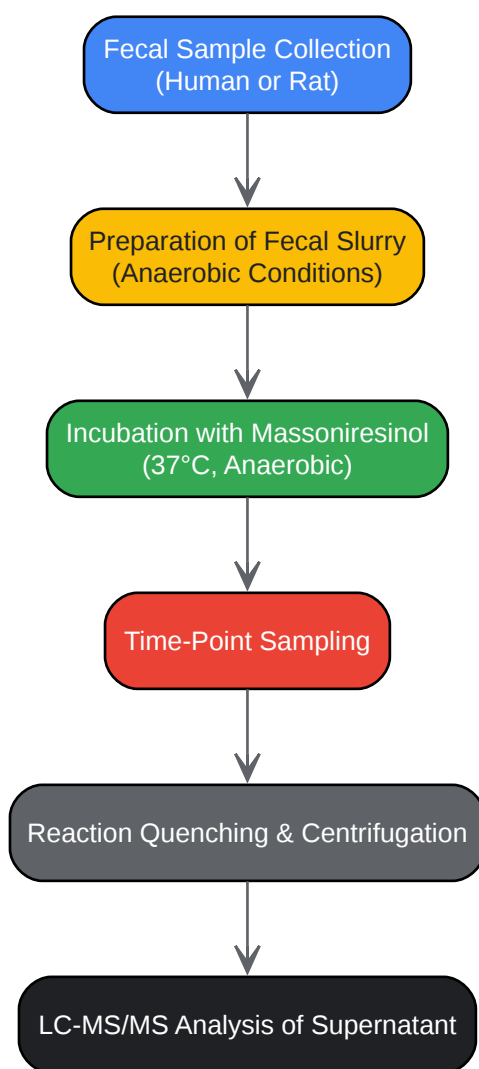 Fecal Sample Collection
(Human or Rat)
Preparation of Fecal Slurry
(Anaerobic Conditions)
Incubation with Massoniresinol
(37°C, Anaerobic)
Time-Point Sampling
Reaction Quenching & Centrifugation
LC-MS/MS Analysis of Supernatant